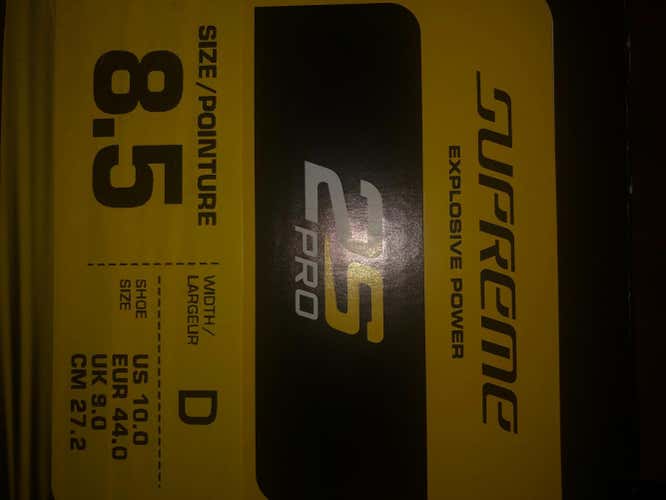 SUPREME
EXPLOSIVE POWER
2S
PRO
SIZE/POINTURE
8.5
WIDTH/
LARGEUR
D
SHOE
SIZE
US 10.0
EUR 44.0
UK 9.0
CM 27.2